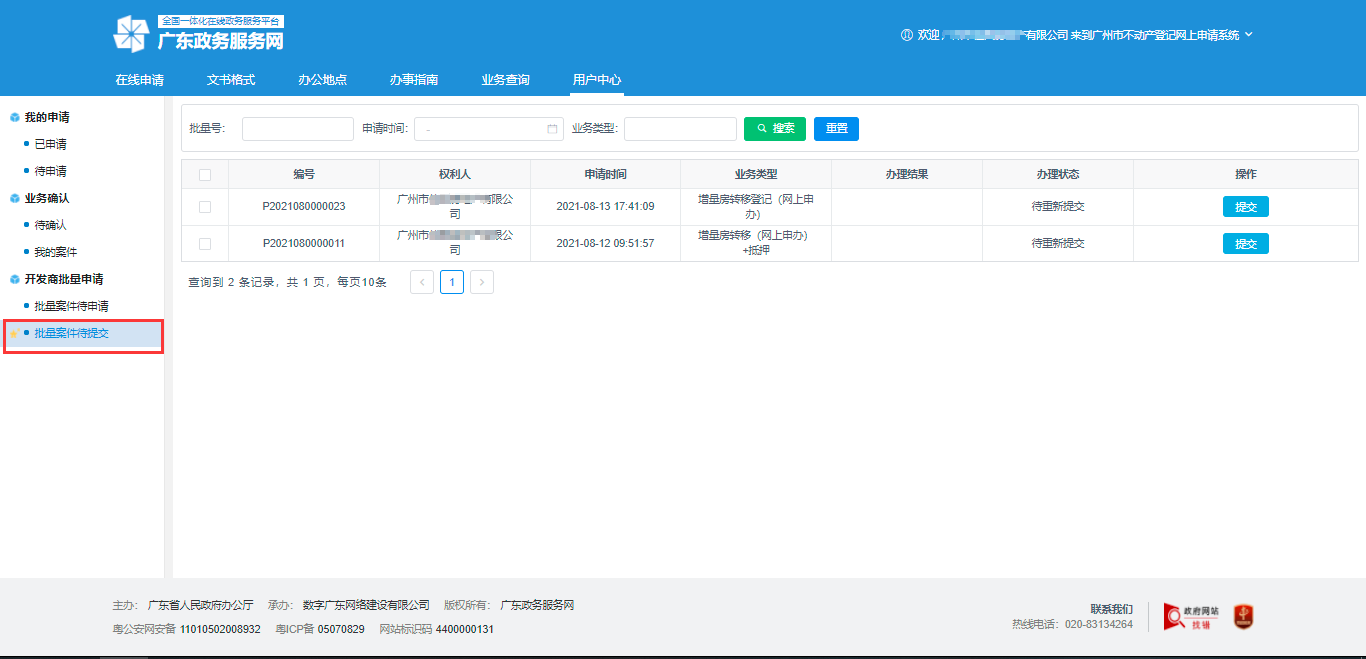 全国一体化在线政务服务平台
广东政务服务网
欢迎 有限公司 来到广州市不动产登记网上申请系统
在线申请 文书格式 办公地点 办事指南 业务查询 用户中心
我的申请
已申请
待申请
业务确认
待确认
我的案件
开发商批量申请
批量案件待申请
批量案件待提交
批量号: 申请时间: - 业务类型: 搜索 重置
编号 权利人 申请时间 业务类型 办理结果 办理状态 操作
P2021080000023 广州市 有限公司 2021-08-13 17:41:09 增量房转移登记（网上申办） 待重新提交 提交
P2021080000011 广州市 限公司 2021-08-12 09:51:57 增量房转移（网上申办）+抵押 待重新提交 提交
查询到 2 条记录，共 1 页，每页10条 < 1 >
主办: 广东省人民政府办公厅 承办: 数字广东网络建设有限公司 版权所有: 广东政务服务网
粤公安网安备 11010502008932 粤ICP备 05070829 网站标识码 4400000131
联系我们
热线电话: 020-83134264
政府网站
找错